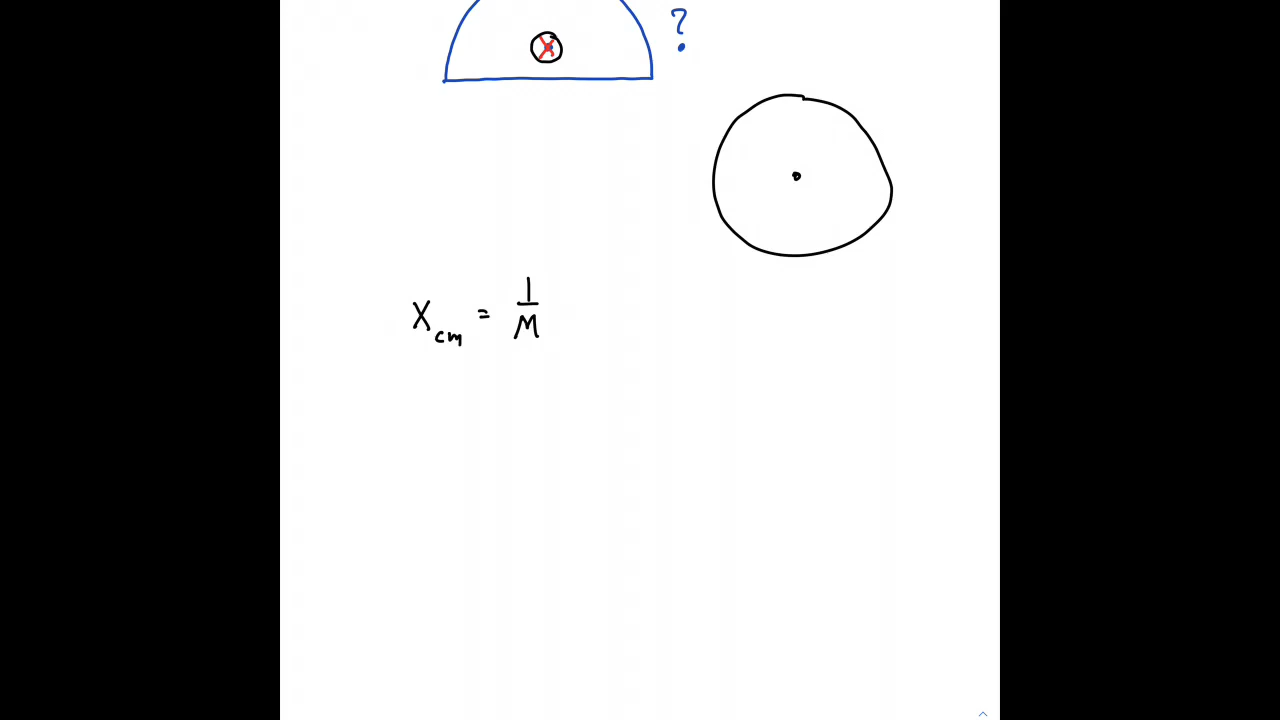 ?
X_cm = 1/M